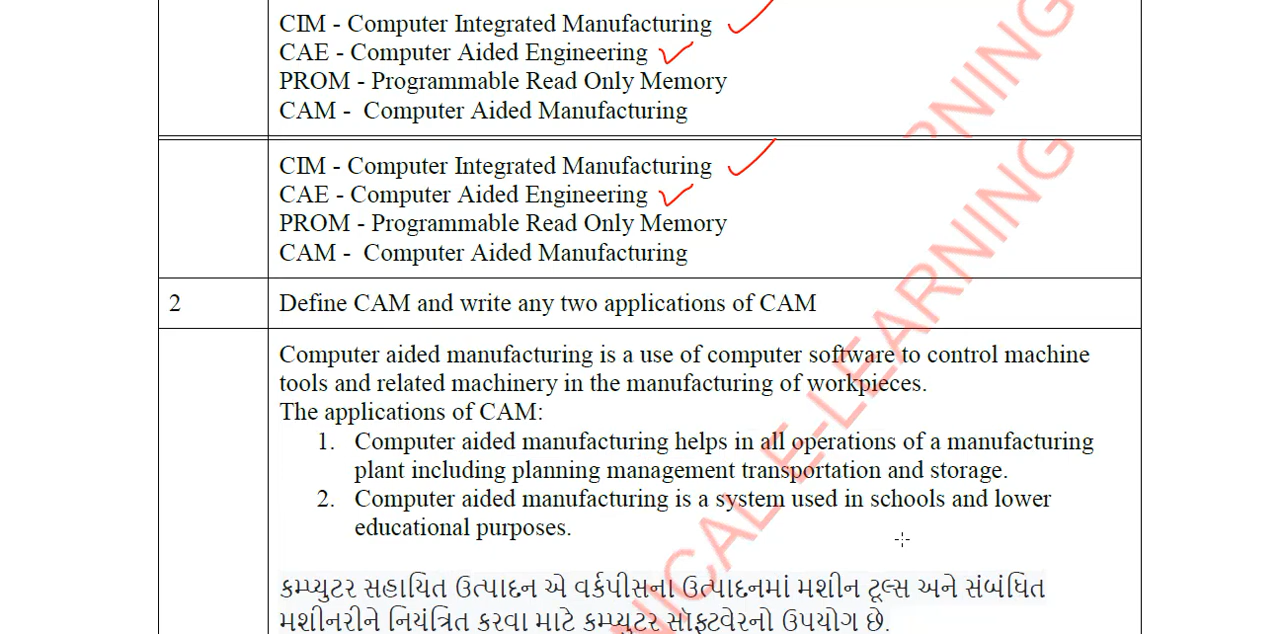 CIM - Computer Integrated Manufacturing
CAE - Computer Aided Engineering
PROM - Programmable Read Only Memory
CAM -  Computer Aided Manufacturing
CIM - Computer Integrated Manufacturing
CAE - Computer Aided Engineering
PROM - Programmable Read Only Memory
CAM -  Computer Aided Manufacturing
2 Define CAM and write any two applications of CAM
Computer aided manufacturing is a use of computer software to control machine
tools and related machinery in the manufacturing of workpieces.
The applications of CAM:
1. Computer aided manufacturing helps in all operations of a manufacturing
plant including planning management transportation and storage.
2. Computer aided manufacturing is a system used in schools and lower
educational purposes.
કમ્પ્યુટર સહાયિત ઉત્પાદન એ વર્કપીસના ઉત્પાદનમાં મશીન ટૂલ્સ અને સંબંધિત
મશીનરીને નિયંત્રિત કરવા માટે કમ્પ્યુટર સૉફ્ટવેરનો ઉપયોગ છે.
NICAL E-LEARNING
RNING